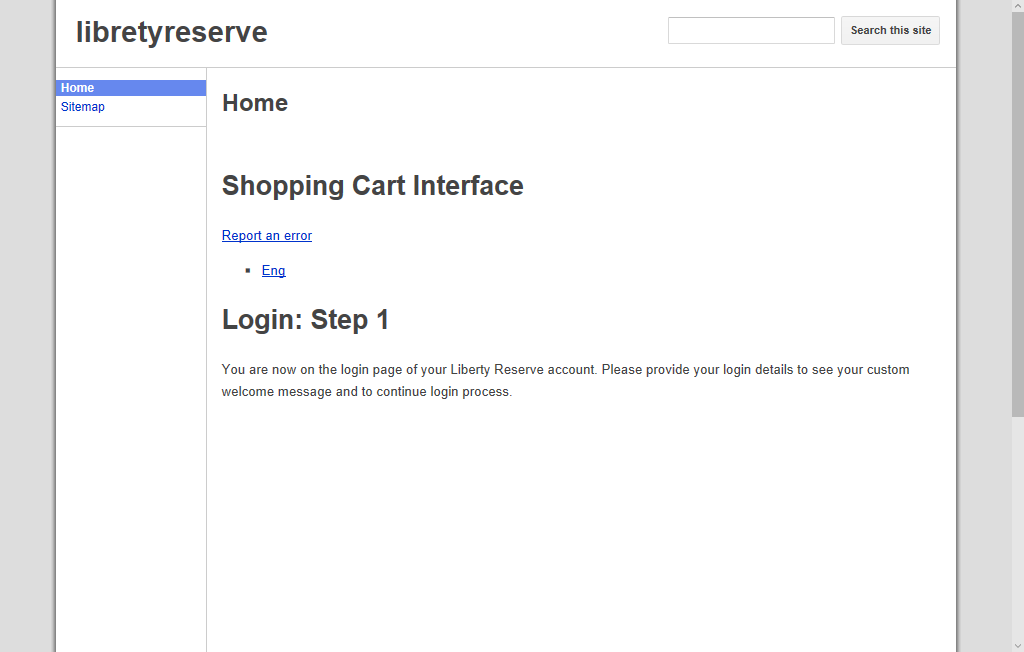 libretyreserve
Search this site
Home
Sitemap
Home
Shopping Cart Interface
Report an error
Eng
Login: Step 1
You are now on the login page of your Liberty Reserve account. Please provide your login details to see your custom
welcome message and to continue login process.